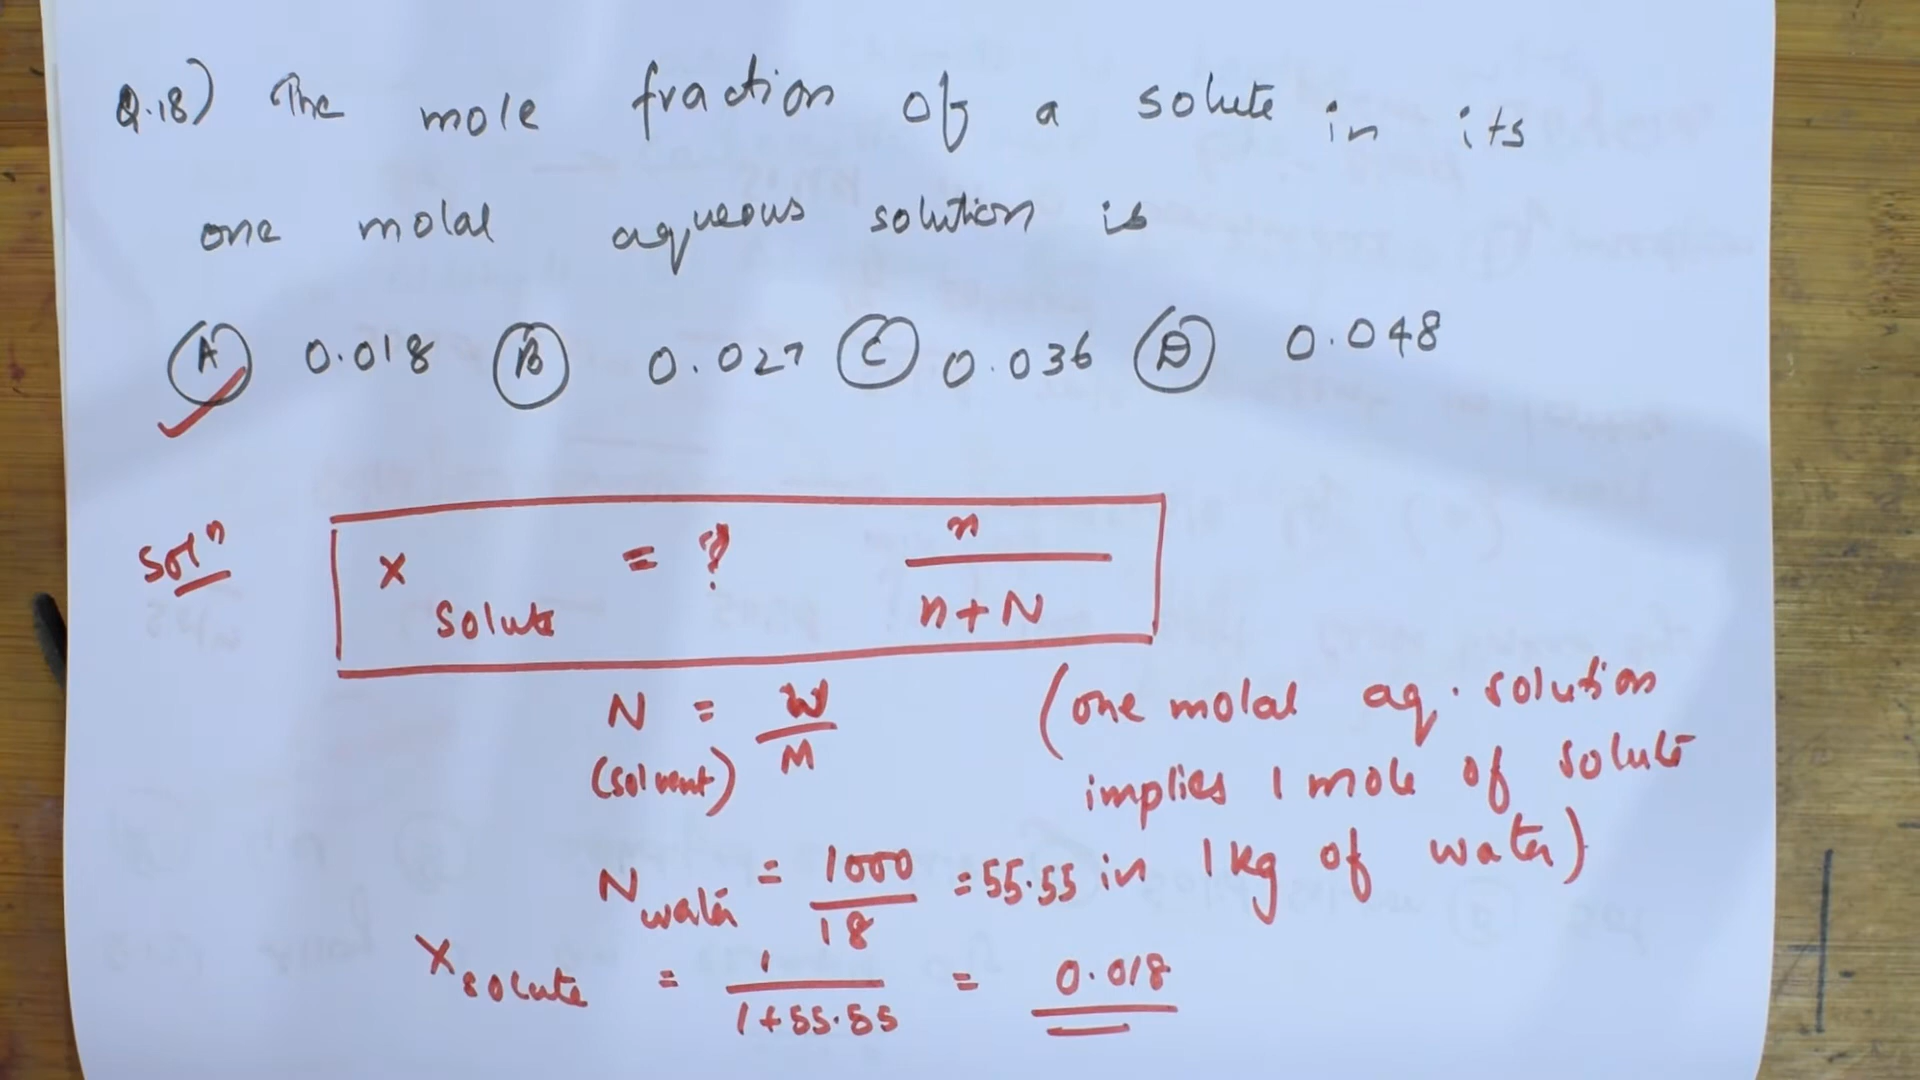 Q.18) The mole fraction of a solute in its
one molal aqueous solution is
(A) 0.018 (B) 0.027 (C) 0.036 (D) 0.048
Solⁿ
x solute = ? n / n+N
N (solvent) = W / M
(one molal aq. solution
implies 1 mole of solute
in 1 kg of water)
N water = 1000 / 18 = 55.55
x solute = 1 / 1+55.55 = 0.018